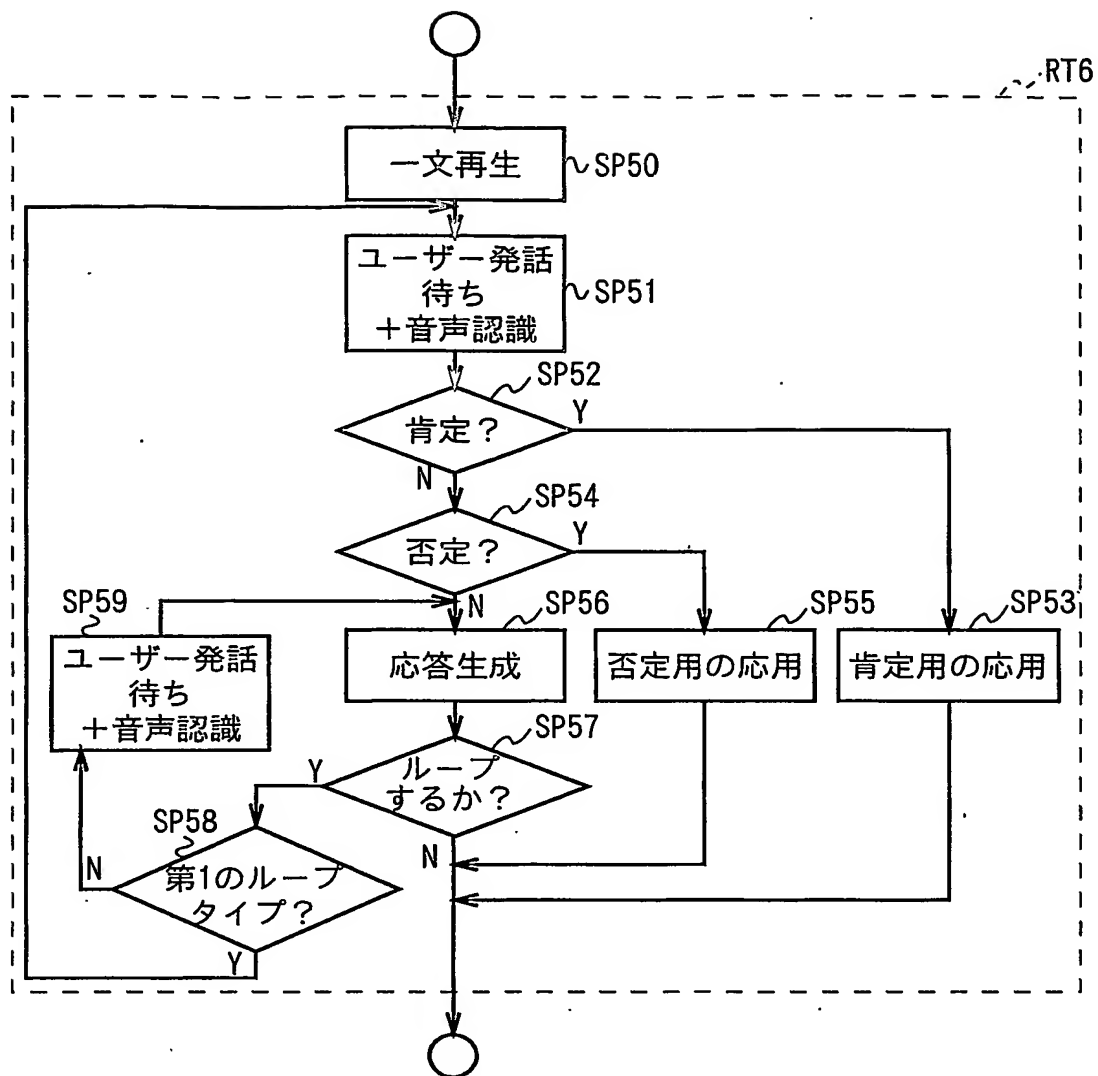 RT6
一文再生
SP50
ユーザー発話
待ち
+音声認識
SP51
SP52
肯定？
Y
N
SP54
否定？
Y
N
SP59
ユーザー発話
待ち
+音声認識
SP56
応答生成
SP55
否定用の応用
SP53
肯定用の応用
SP57
ループ
するか？
Y
N
SP58
第1のループ
タイプ？
N
Y